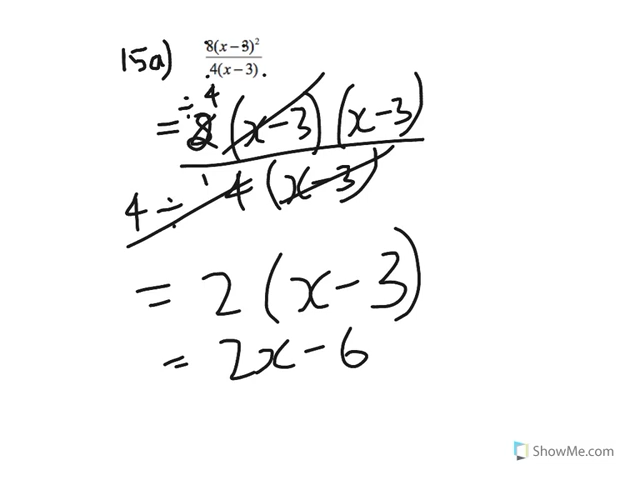 15a) 8(x-3)²
4(x-3)
÷4
= 8 (x-3) (x-3)
4÷ 4 (x-3)
= 2 (x-3)
= 2x-6
ShowMe.com